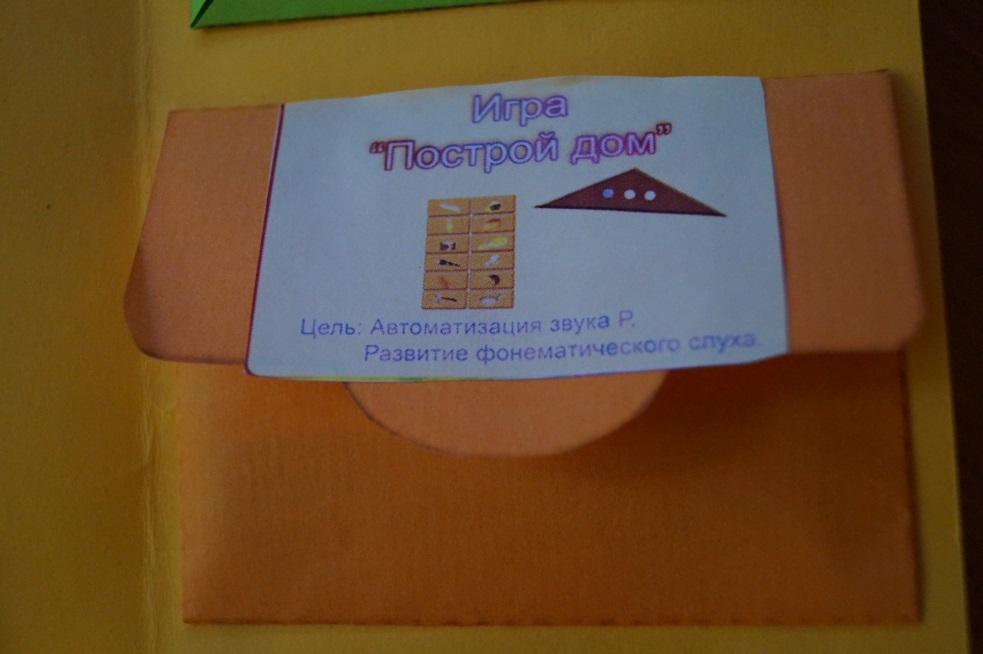 Игра
“Построй дом”
Цель: Автоматизация звука Р.
Развитие фонематического слуха.